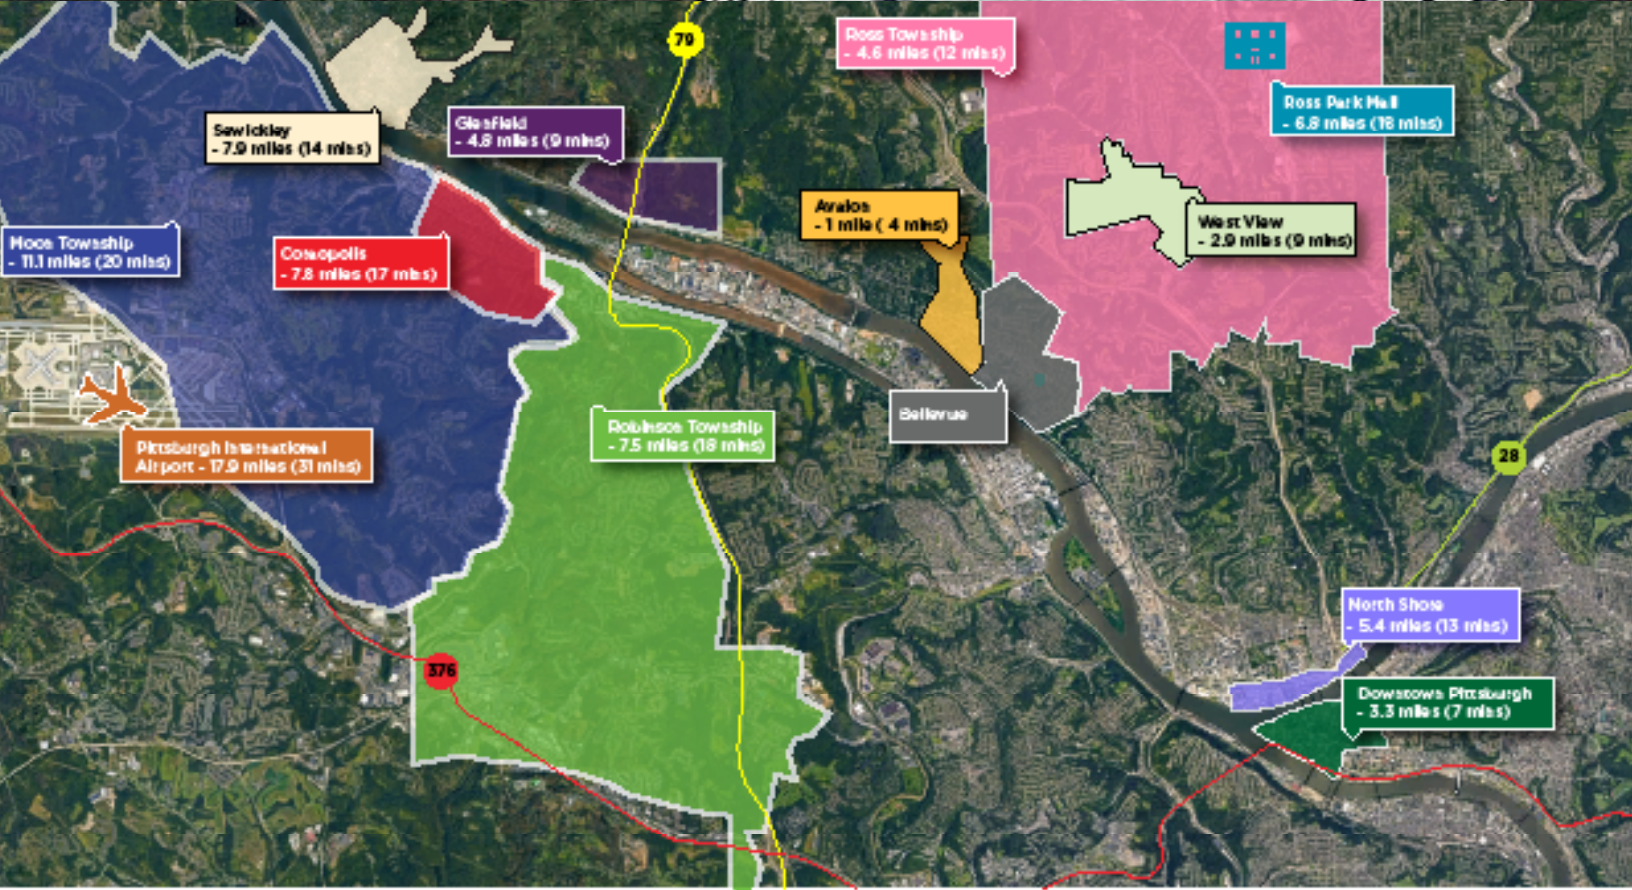 79
Ross Township
- 4.6 miles (12 mins)
Ross Park Mall
- 6.8 miles (18 mins)
Sewickley
- 7.9 miles (14 mins)
Glenfield
- 4.8 miles (9 mins)
Avalon
- 1 mile ( 4 mins)
West View
- 2.9 miles (9 mins)
Moon Township
- 11.1 miles (20 mins)
Coraopolis
- 7.8 miles (17 mins)
Bellevue
Robinson Township
- 7.5 miles (18 mins)
Pittsburgh International
Airport - 17.9 miles (31 mins)
28
North Shore
- 5.4 miles (13 mins)
376
Downtown Pittsburgh
- 3.3 miles (7 mins)